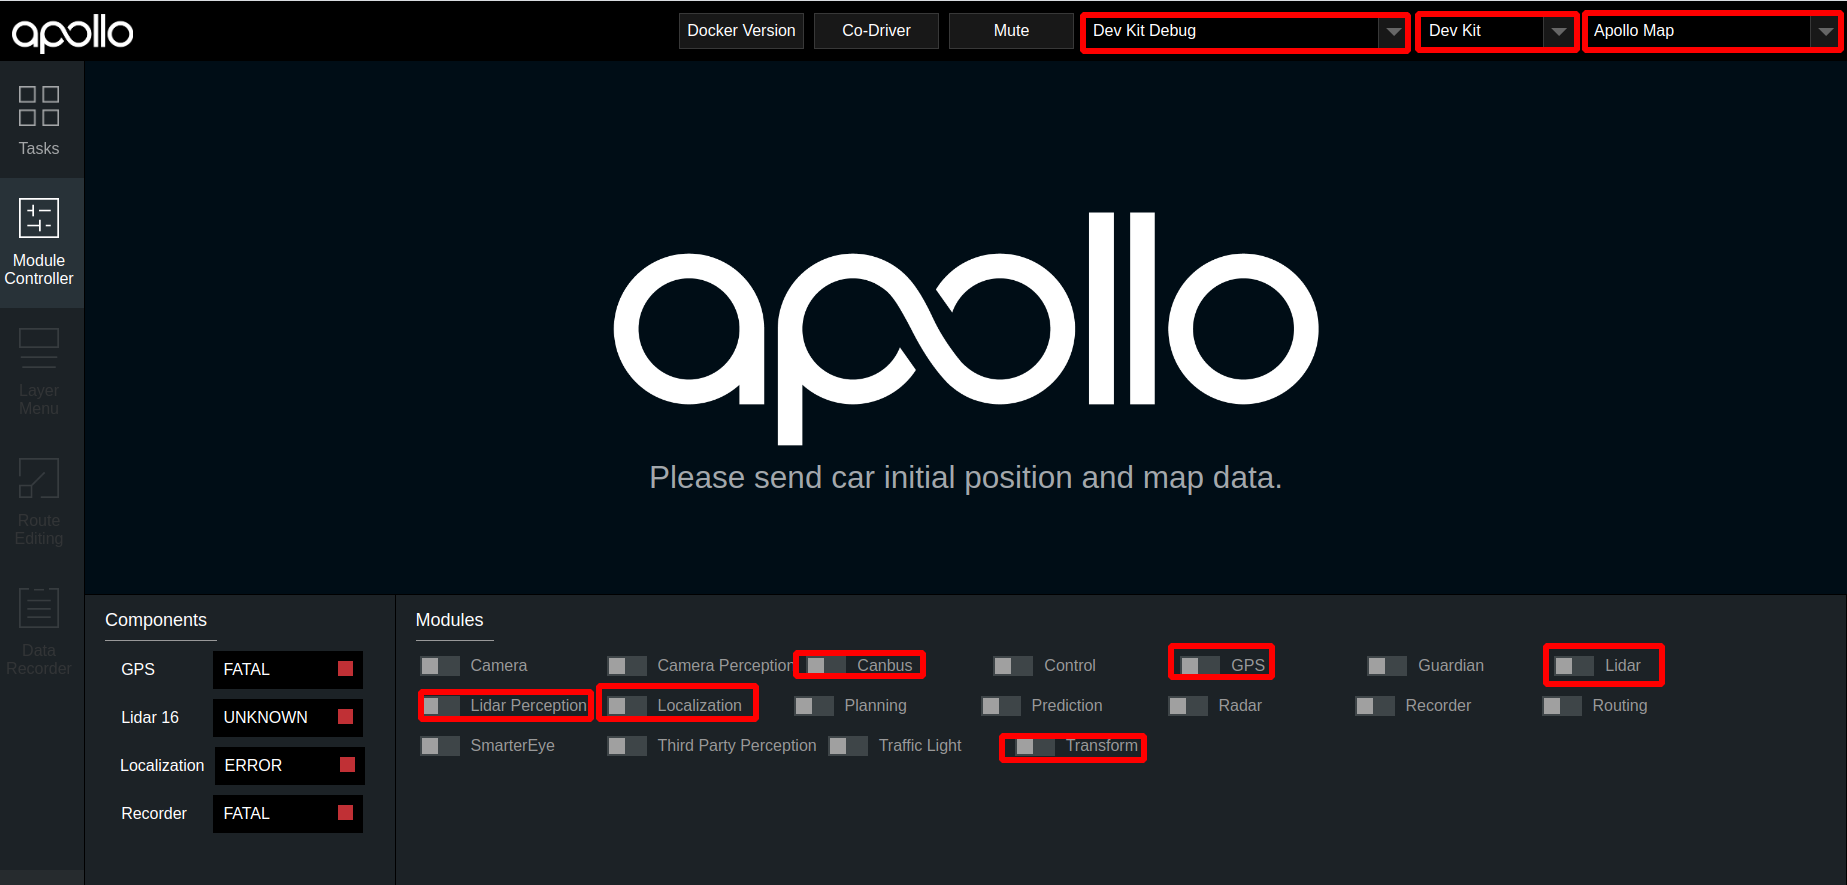 apollo
Docker Version
Co-Driver
Mute
Dev Kit Debug
Dev Kit
Apollo Map
Tasks
Module
Controller
Layer
Menu
Route
Editing
Data
Recorder
apollo
Please send car initial position and map data.
Components
GPS FATAL
Lidar 16 UNKNOWN
Localization ERROR
Recorder FATAL
Modules
Camera Camera Perception Canbus Control GPS Guardian Lidar
Lidar Perception Localization Planning Prediction Radar Recorder Routing
SmarterEye Third Party Perception Traffic Light Transform